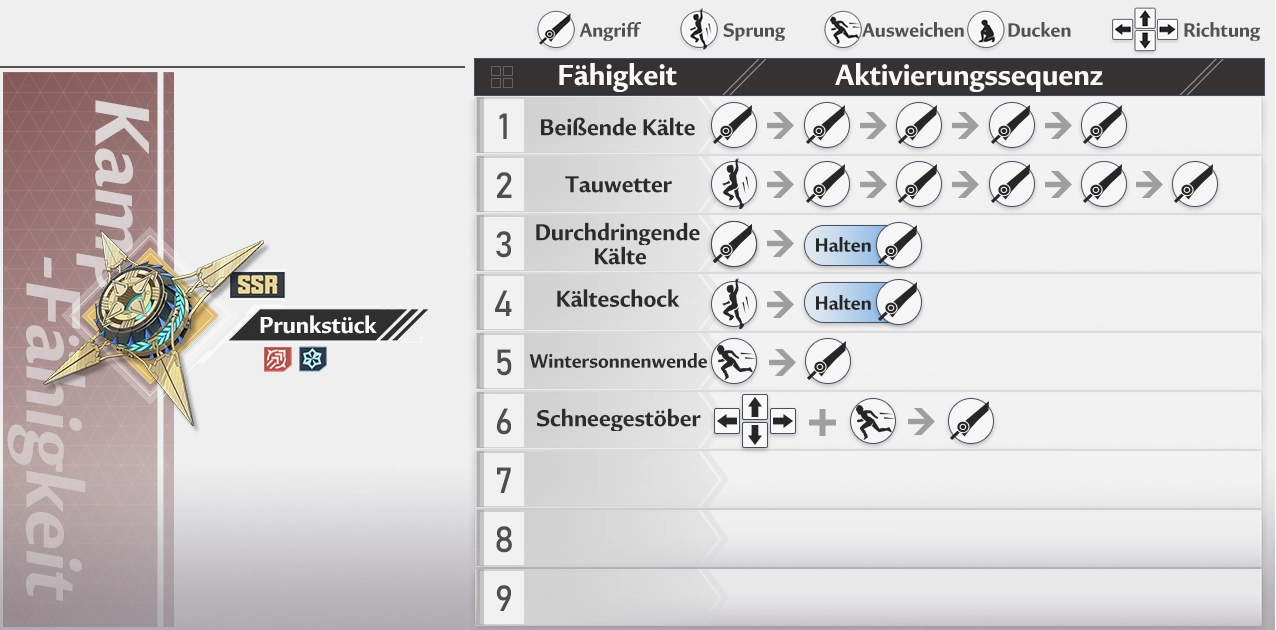 Angriff Sprung Ausweichen Ducken Richtung
Fähigkeit Aktivierungssequenz
Kampf
-Fähigkeit
SSR
Prunkstück
1 Beißende Kälte
2 Tauwetter
3 Durchdringende
Kälte Halten
4 Kälteschock Halten
5 Wintersonnenwende
6 Schneegestöber
7
8
9